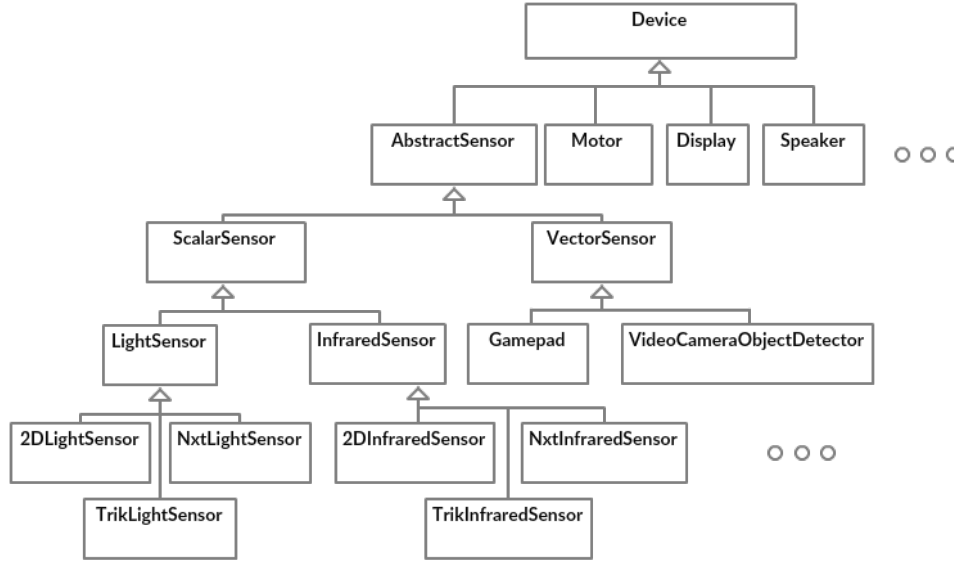 Device
AbstractSensor
Motor
Display
Speaker
ScalarSensor
VectorSensor
LightSensor
InfraredSensor
Gamepad
VideoCameraObjectDetector
2DLightSensor
NxtLightSensor
2DInfraredSensor
NxtInfraredSensor
TrikLightSensor
TrikInfraredSensor